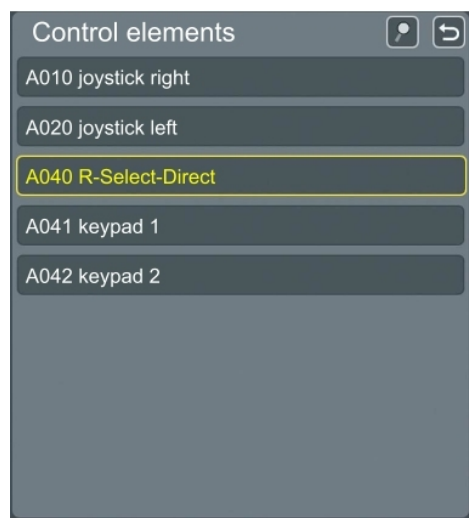 Control elements
A010 joystick right
A020 joystick left
A040 R-Select-Direct
A041 keypad 1
A042 keypad 2